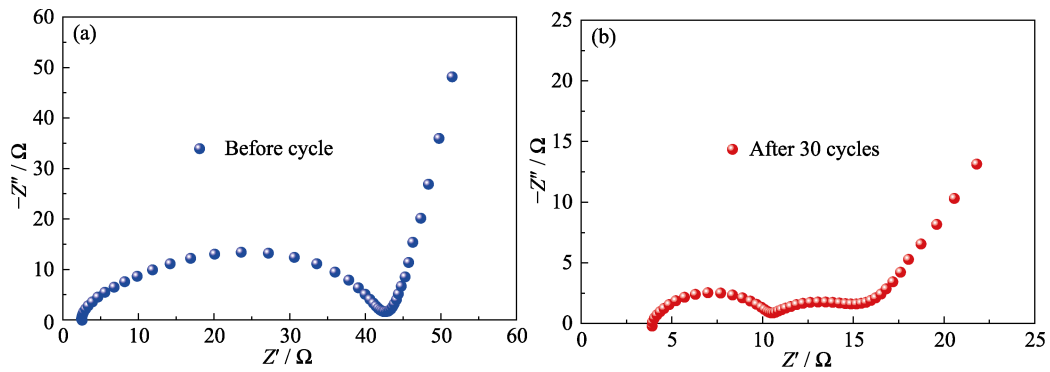 (a)
60
50
40
30
20
10
0
−Z″ / Ω
Before cycle
0 10 20 30 40 50 60
Z′ / Ω
(b)
25
20
15
10
5
0
−Z″ / Ω
After 30 cycles
0 5 10 15 20 25
Z′ / Ω